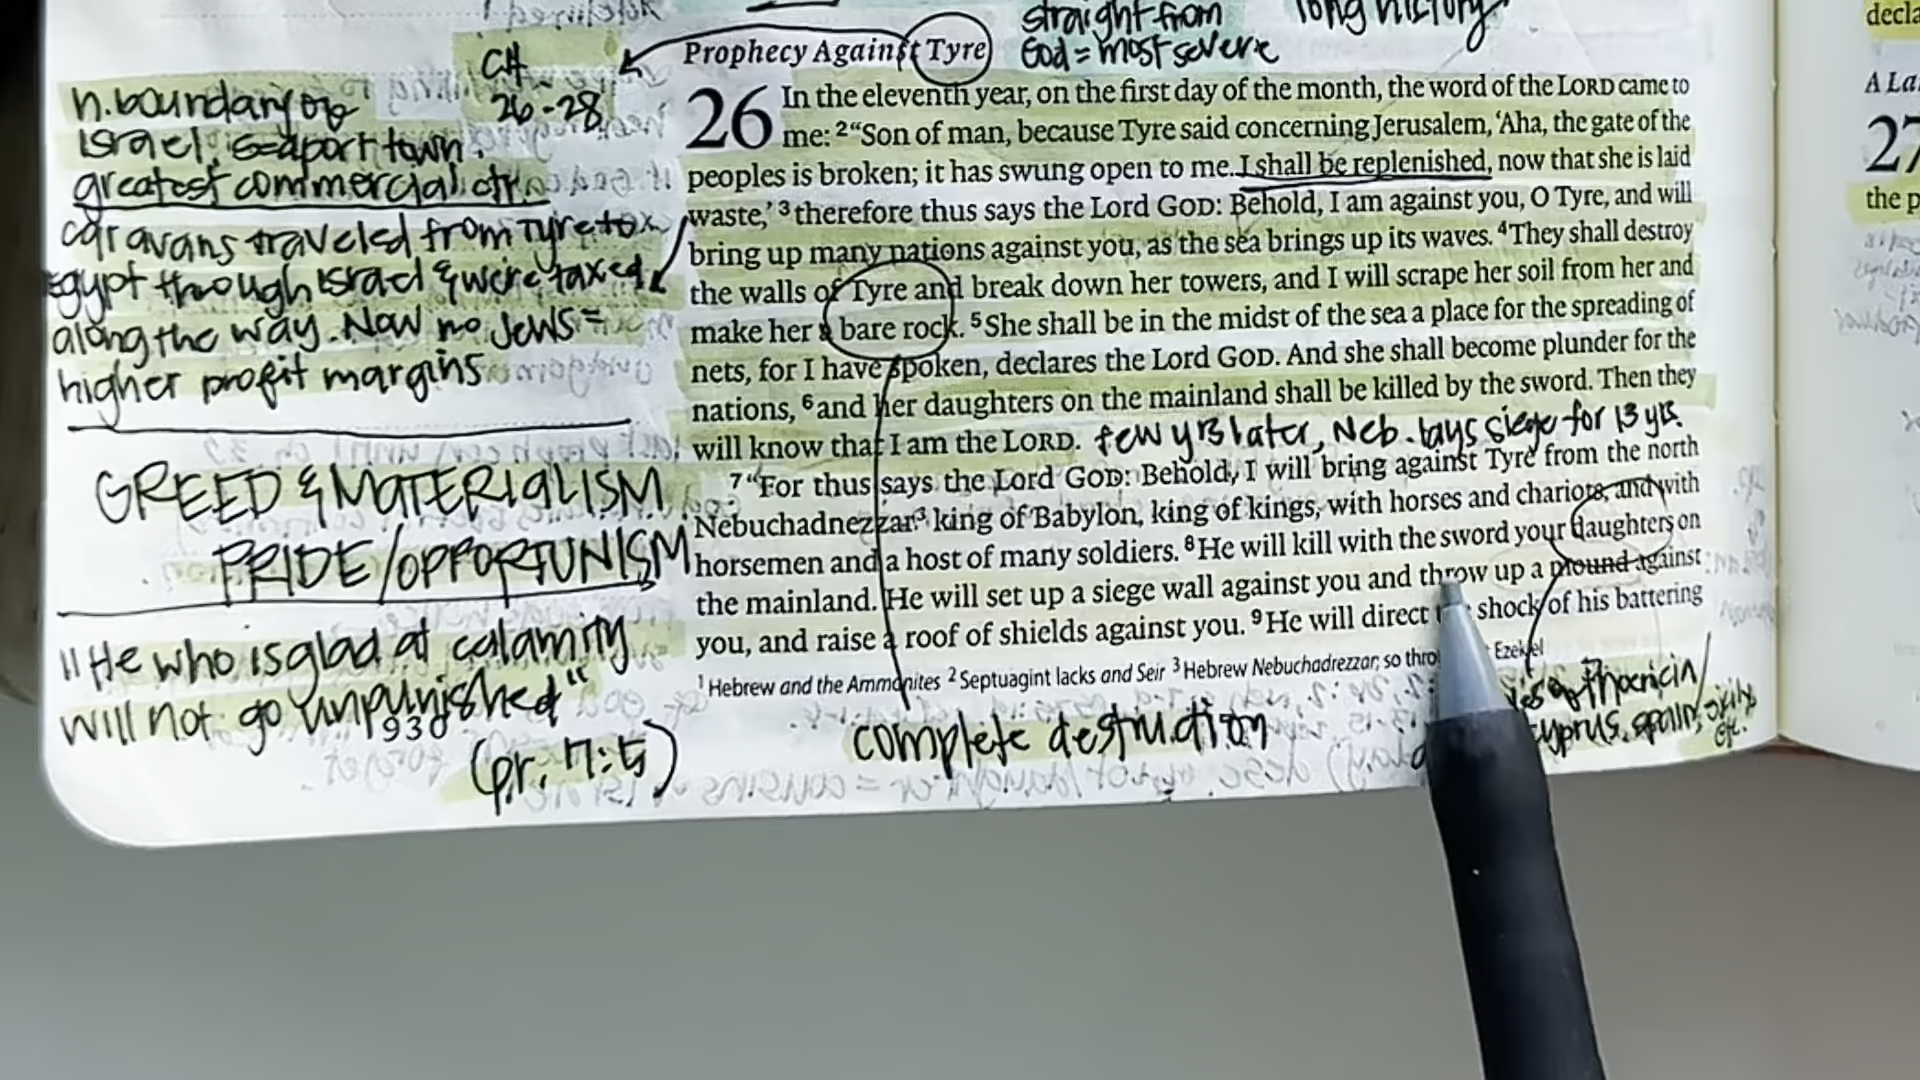 straight from
God = most severe
long history
decla
CH
26-28
n. boundary of
Israel, seaport town.
greatest commercial ctr.
caravans traveled from Tyre to
Egypt through Israel & were taxed
along the way. Now no Jews =
higher profit margins
GREED & MATERIALISM
PRIDE/OPPORTUNISM
"He who is glad at calamity
will not go unpunished"
(pr. 17:5)
930
Prophecy Against Tyre
26 In the eleventh year, on the first day of the month, the word of the LORD came to
me: 2 “Son of man, because Tyre said concerning Jerusalem, ‘Aha, the gate of the
peoples is broken; it has swung open to me. I shall be replenished, now that she is laid
waste,’ 3 therefore thus says the Lord GOD: Behold, I am against you, O Tyre, and will
bring up many nations against you, as the sea brings up its waves. 4 They shall destroy
the walls of Tyre and break down her towers, and I will scrape her soil from her and
make her a bare rock. 5 She shall be in the midst of the sea a place for the spreading of
nets, for I have spoken, declares the Lord GOD. And she shall become plunder for the
nations, 6 and her daughters on the mainland shall be killed by the sword. Then they
will know that I am the LORD. few yrs later, Neb. lays siege for 13 yrs.
7 “For thus says the Lord GOD: Behold, I will bring against Tyre from the north
Nebuchadnezzar3 king of Babylon, king of kings, with horses and chariots, and with
horsemen and a host of many soldiers. 8 He will kill with the sword your daughters on
the mainland. He will set up a siege wall against you and throw up a mound against
you, and raise a roof of shields against you. 9 He will direct shock of his battering
1 Hebrew and the Ammonites 2 Septuagint lacks and Seir 3 Hebrew Nebuchadrezzar; so Ezekiel
complete destruction
cyprus, spain, sicily
etc.
A La
27
the p